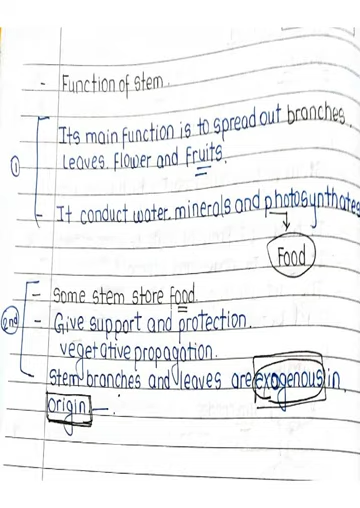 - Function of stem.
① Its main function is to spread out branches,
leaves. flower and fruits.
- It conduct water, minerals and photosynthates
Food
- Some stem store food.
2nd - Give support and protection.
vegetative propagation.
Stem branches and leaves are exogenous in
origin - .